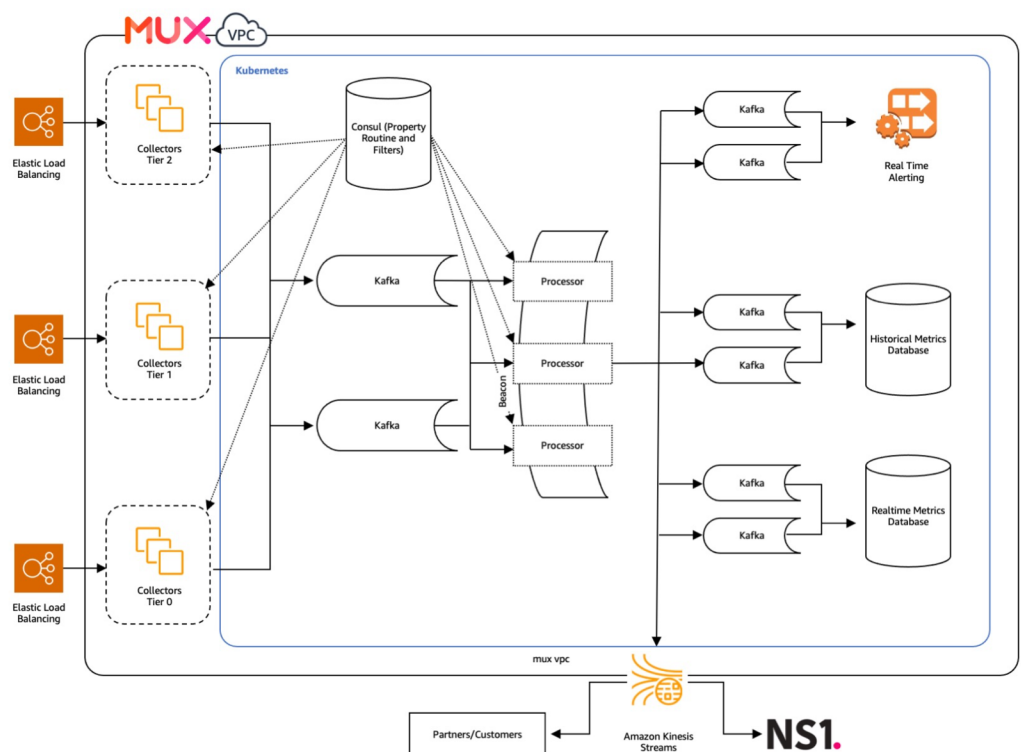 MUX
VPC
Kubernetes
Elastic Load
Balancing
Collectors
Tier 2
Consul (Property
Routine and
Filters)
Kafka
Kafka
Real Time
Alerting
Elastic Load
Balancing
Collectors
Tier 1
Kafka
Processor
Processor
Beacon
Kafka
Kafka
Historical Metrics
Database
Kafka
Processor
Elastic Load
Balancing
Collectors
Tier 0
Kafka
Kafka
Realtime Metrics
Database
mux vpc
Partners/Customers
Amazon Kinesis
Streams
NS1.